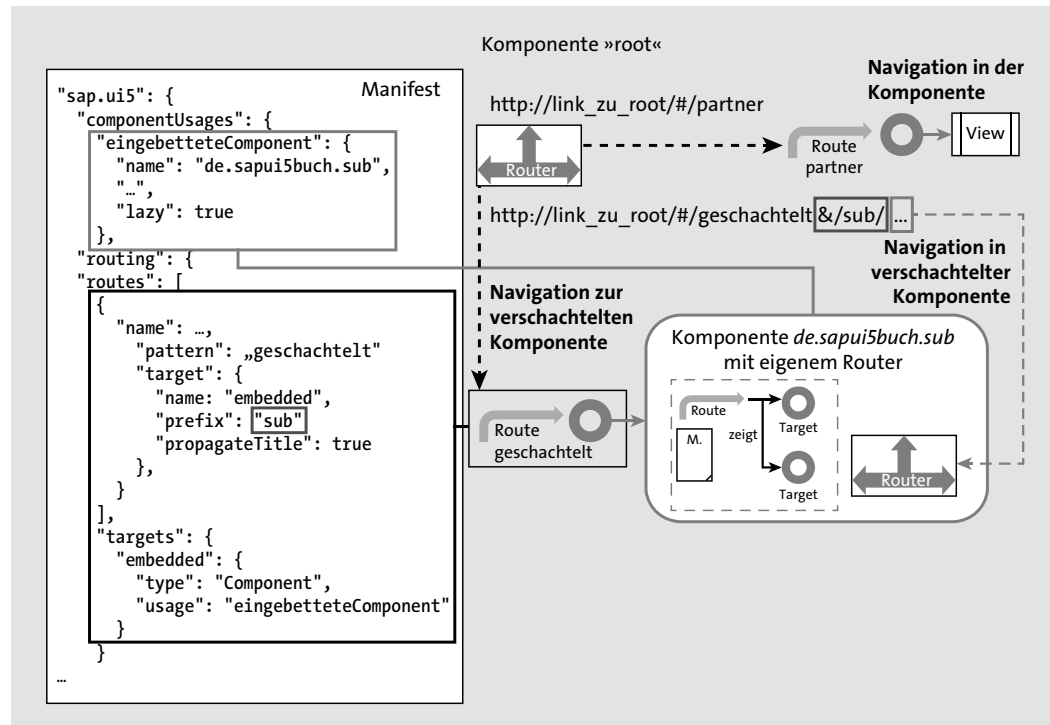 Komponente »root«
Manifest
"sap.ui5": {
"componentUsages": {
"eingebetteteComponent": {
"name": "de.sapui5buch.sub",
"…",
"lazy": true
},
"routing": {
"routes": [
{
"name": …,
"pattern": „geschachtelt"
"target": {
"name: "embedded",
"prefix": "sub"
"propagateTitle": true
},
}
],
"targets": {
"embedded": {
"type": "Component",
"usage": "eingebetteteComponent"
}
}
…
http://link_zu_root/#/partner
Navigation in der
Komponente
Router
Route
partner
View
http://link_zu_root/#/geschachtelt&/sub/ …
Navigation in
verschachtelter
Komponente
Navigation zur
verschachtelten
Komponente
Route
geschachtelt
Komponente de.sapui5buch.sub
mit eigenem Router
Route
M.
zeigt
Target
Target
Router